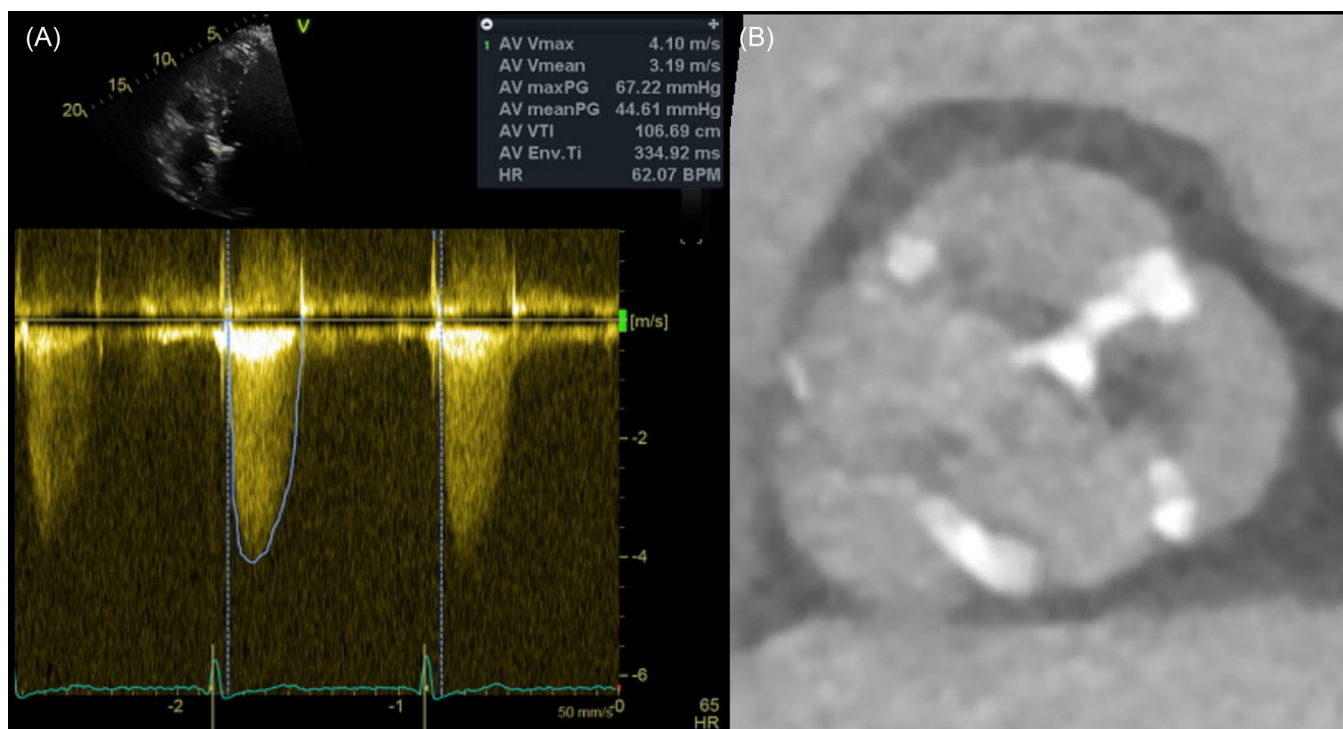 (A)
V
5
10
15
20
1 AV Vmax 4.10 m/s
AV Vmean 3.19 m/s
AV maxPG 67.22 mmHg
AV meanPG 44.61 mmHg
AV VTI 106.69 cm
AV Env.Ti 334.92 ms
HR 62.07 BPM
(B)
[m/s]
-2
-4
-6
-2 -1 -0
50 mm/s
65
HR